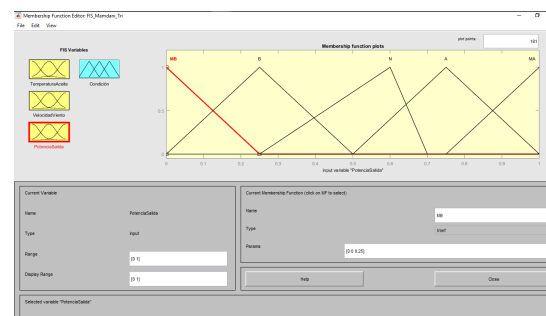 Membership Function Editor: FIS_Mamdani_Tri
File Edit View
FIS Variables
Membership function plots
plot points:
181
MB B N A MA
TemperaturaAceite Condición
VelocidadViento
PotenciaSalida
1
0.5
0
0 0.1 0.2 0.3 0.4 0.5 0.6 0.7 0.8 0.9 1
input variable "PotenciaSalida"
Current Variable
Name PotenciaSalida
Type input
Range [0 1]
Display Range [0 1]
Current Membership Function (click on MF to select)
Name MB
Type trimf
Params [0 0 0.25]
Help Close
Selected variable "PotenciaSalida"